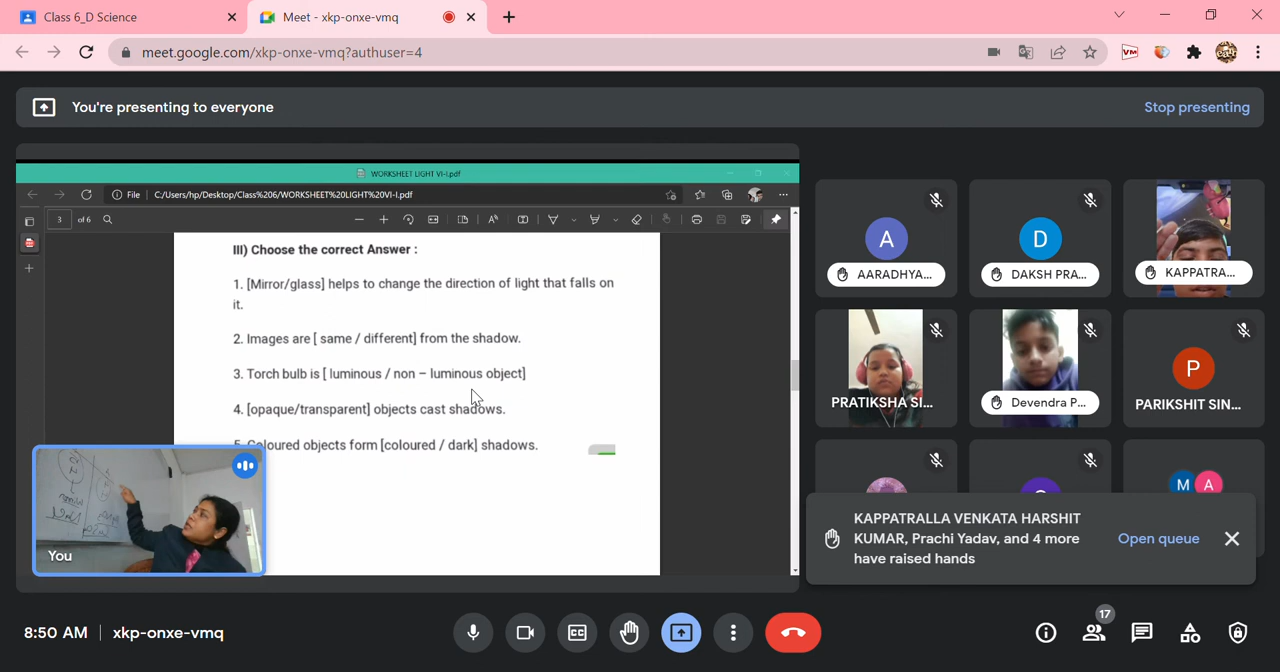 Class 6_D Science
Meet - xkp-onxe-vmq
meet.google.com/xkp-onxe-vmq?authuser=4
You're presenting to everyone
Stop presenting
WORKSHEET LIGHT VI-I.pdf
File
C:/Users/hp/Desktop/Class%206/WORKSHEET%20LIGHT%20VI-I.pdf
3 of 6
III) Choose the correct Answer :
1. [Mirror/glass] helps to change the direction of light that falls on
it.
2. Images are [ same / different] from the shadow.
3. Torch bulb is [ luminous / non – luminous object]
4. [opaque/transparent] objects cast shadows.
5. Coloured objects form [coloured / dark] shadows.
You
A
AARADHYA...
D
DAKSH PRA...
KAPPATRA...
PRATIKSHA SI...
Devendra P...
P
PARIKSHIT SIN...
M A
KAPPATRALLA VENKATA HARSHIT
KUMAR, Prachi Yadav, and 4 more
have raised hands
Open queue
8:50 AM
xkp-onxe-vmq
17